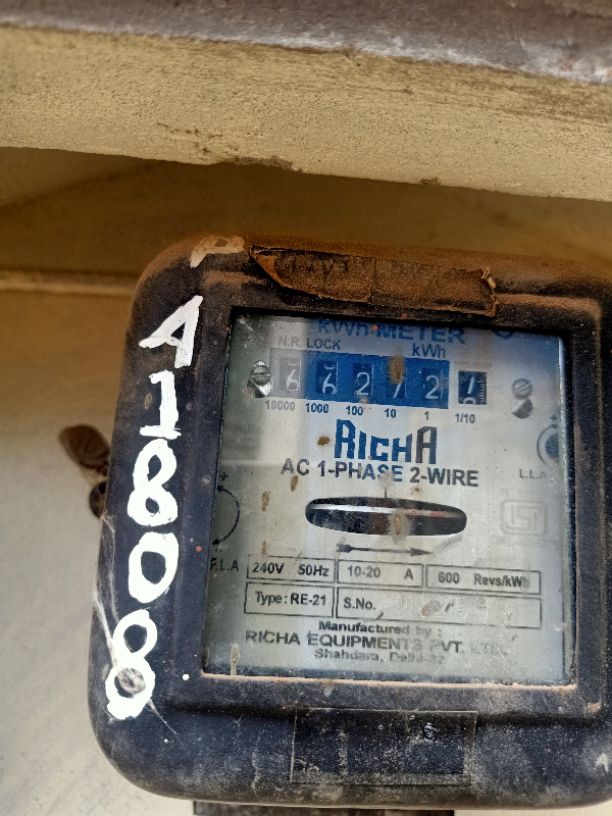 A1808
kWh METER
N.R. LOCK
kWh
6 6 2 7 2
10000 1000 100 10 1 1/10
RICHA
AC 1-PHASE 2-WIRE
L.L.A
F.L.A
240V 50Hz 10-20 A 600 Revs/kWh
Type: RE-21 S.No.
Manufactured by :
RICHA EQUIPMENTS PVT. LTD.
Shahdara, Delhi-32